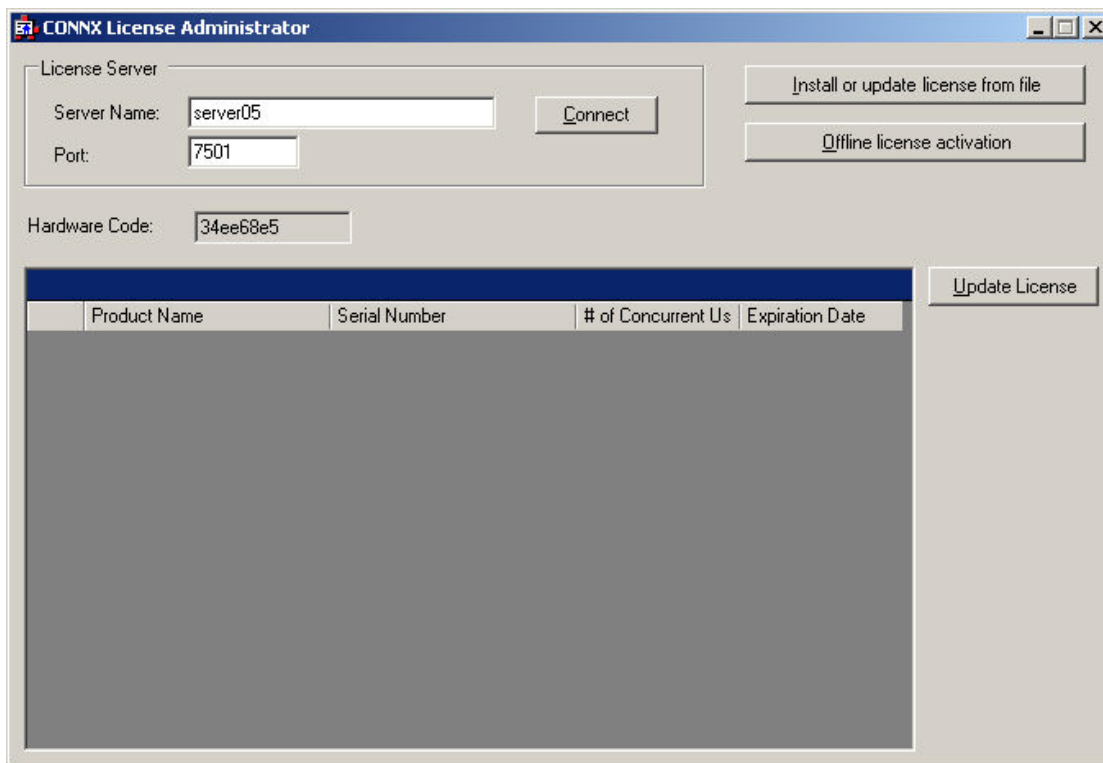 CONNX License Administrator
License Server
Server Name: server05 Connect
Port: 7501
Install or update license from file
Offline license activation
Hardware Code: 34ee68e5
Update License
Product Name Serial Number # of Concurrent Us Expiration Date